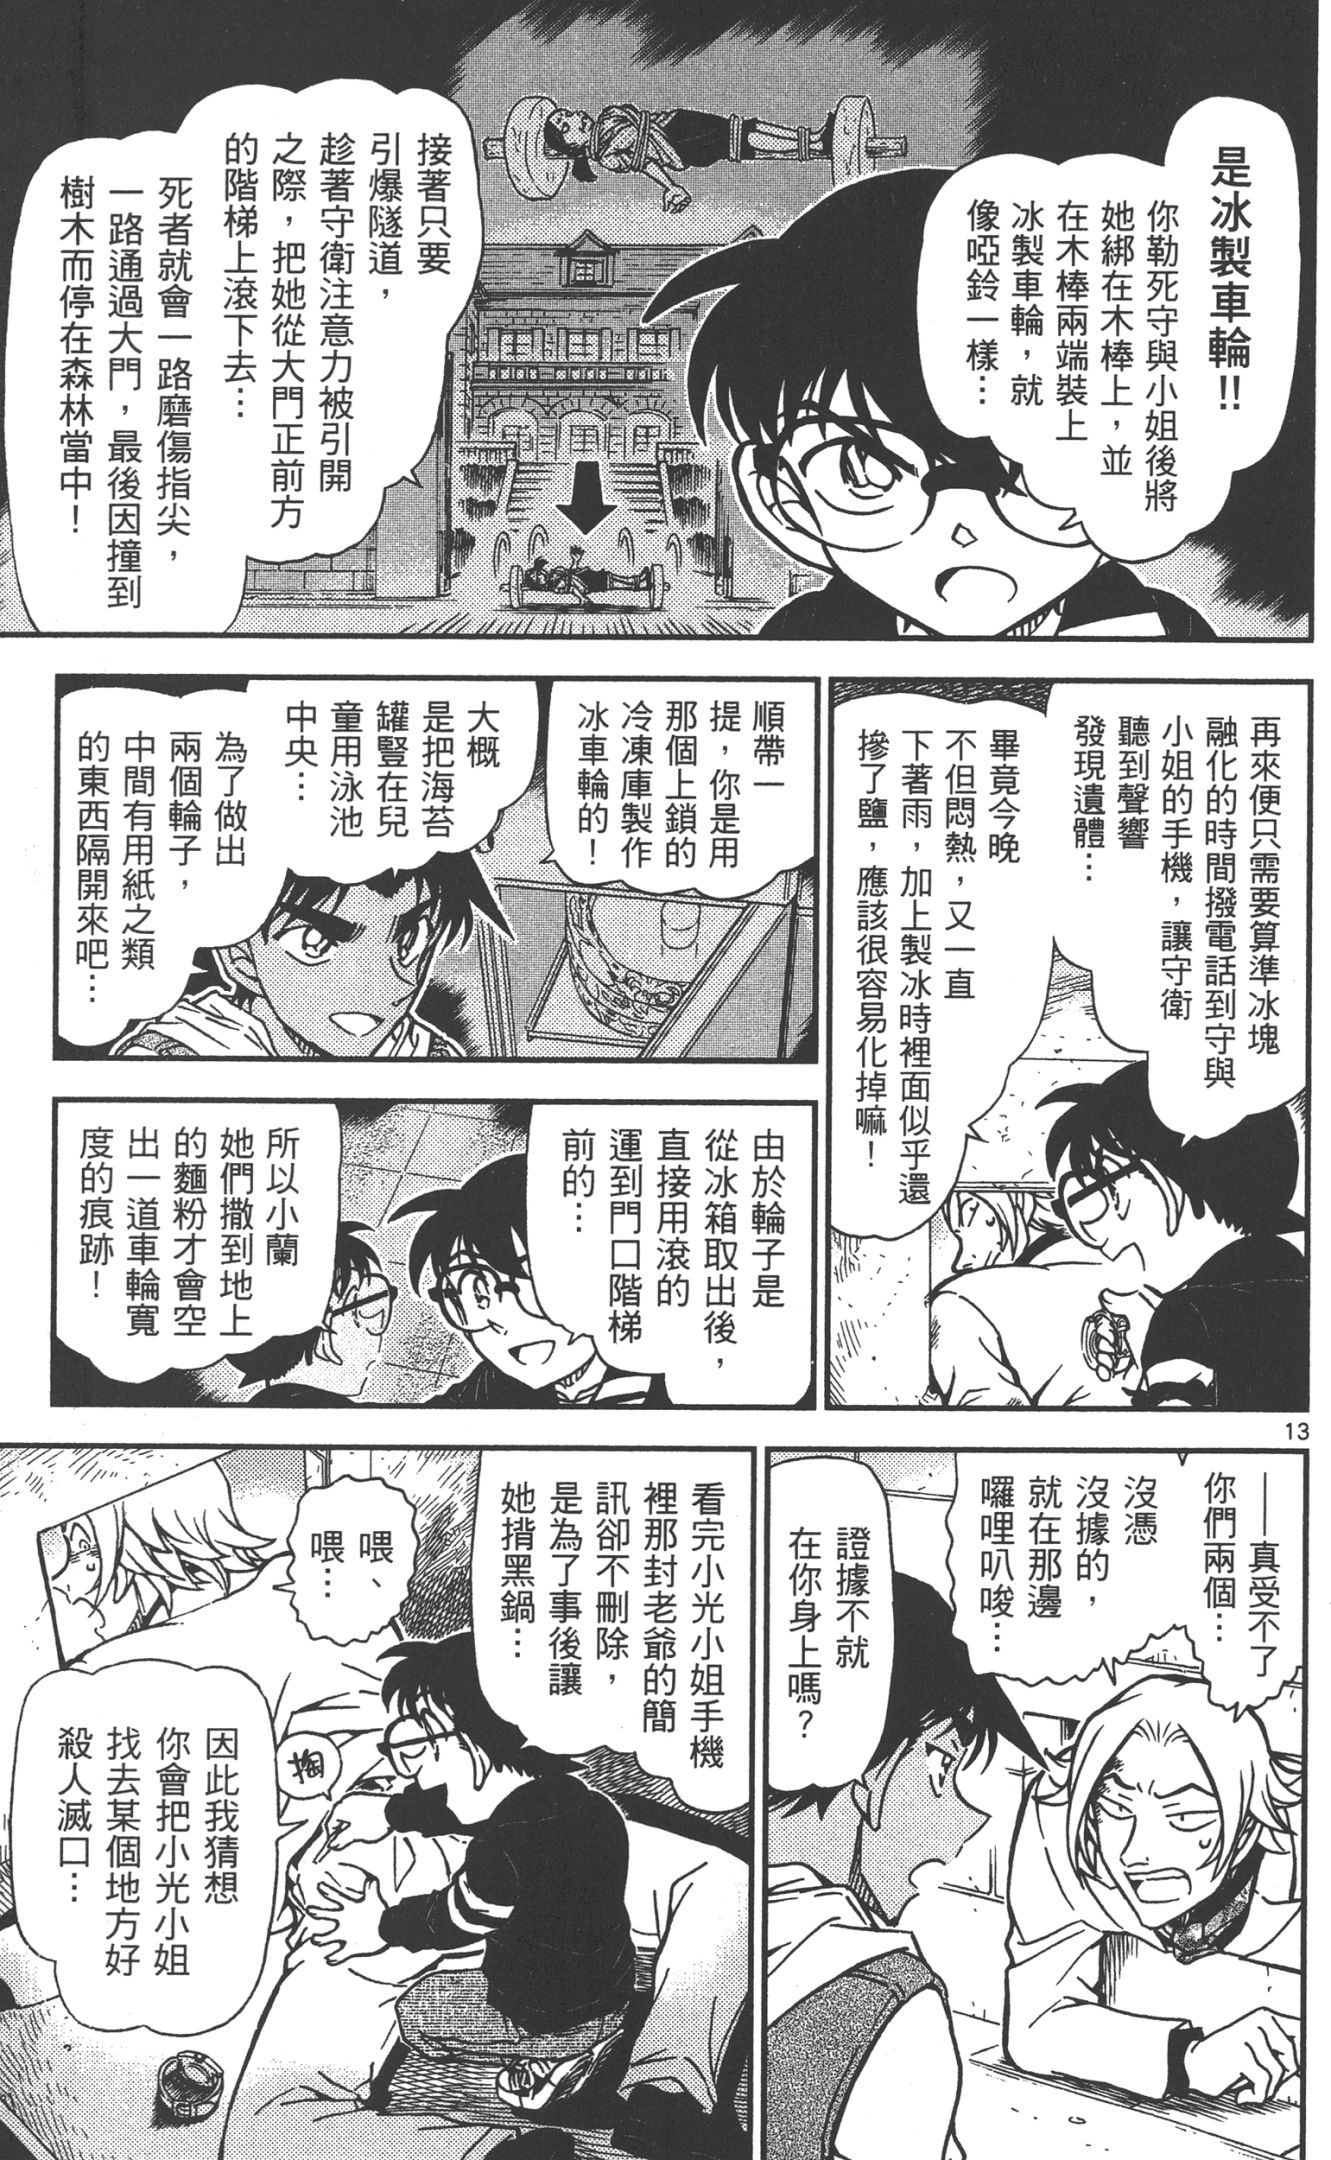 是冰製車輪!!
你勒死守與小姐後將
她綁在木棒上，並
在木棒兩端裝上
冰製車輪，就
像啞鈴一樣…
接著只要
引爆隧道，
趁著守衛注意力被引開
之際，把她從大門正前方
的階梯上滾下去…
死者就會一路磨傷指尖，
一路通過大門，最後因撞到
樹木而停在森林當中！
再來便只需要算準冰塊
融化的時間撥電話到守與
小姐的手機，讓守衛
聽到聲響
發現遺體…
畢竟今晚
不但悶熱，又一直
下著雨，加上製冰時裡面似乎還
摻了鹽，應該很容易化掉嘛！
順帶一
提，你是用
那個上鎖的
冷凍庫製作
冰車輪的！
大概
是把海苔
罐豎在兒
童用泳池
中央…
為了做出
兩個輪子，
中間有用紙之類
的東西隔開來吧…
由於輪子是
從冰箱取出後，
直接用滾的
運到門口階梯
前的…
所以小蘭
她們撒到地上
的麵粉才會空
出一道車輪寬
度的痕跡！
13
——真受不了
你們兩個…
沒憑
沒據的，
就在那邊
囉哩叭唆…
證據不就
在你身上嗎？
看完小光小姐手機
裡那封老爺的簡
訊卻不刪除，
是為了事後讓
她揹黑鍋…
喂、
喂…
掏
因此我猜想
你會把小光小姐
找去某個地方好
殺人滅口…